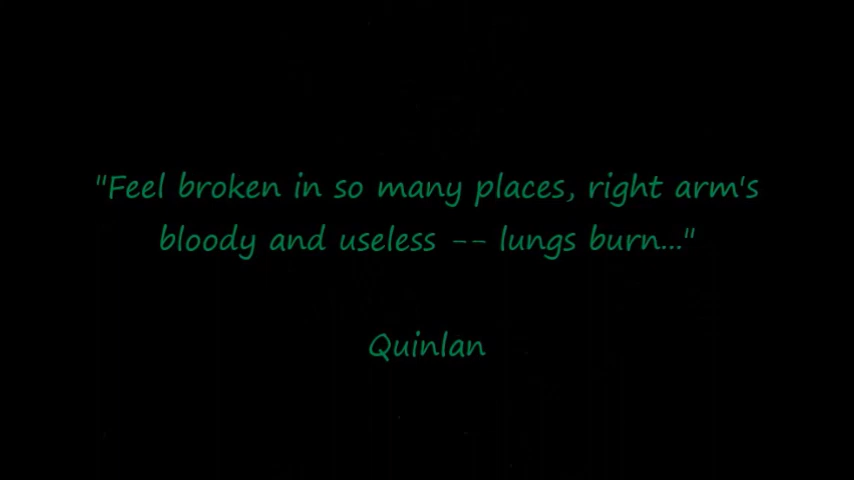 "Feel broken in so many places, right arm's
bloody and useless -- lungs burn..."
Quinlan